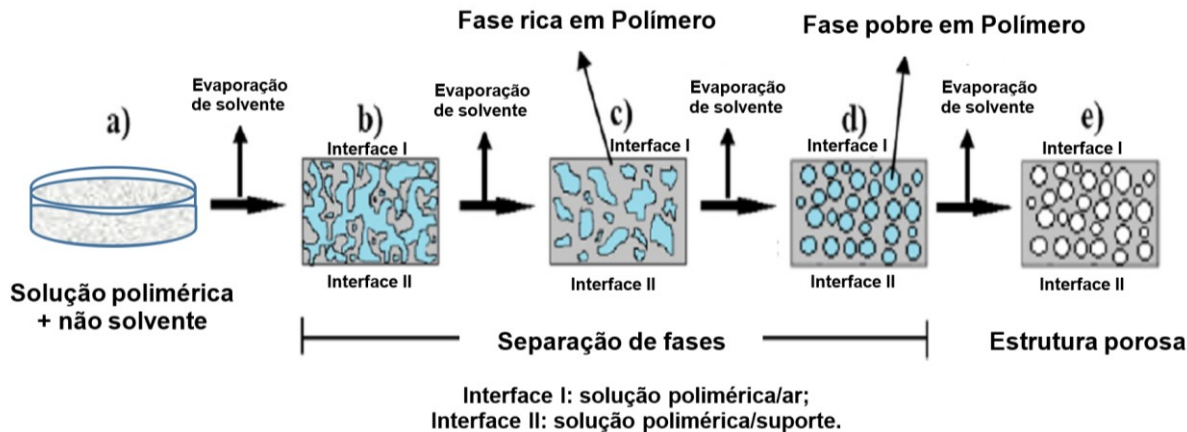 Fase rica em Polímero
Fase pobre em Polímero
Evaporação
de solvente
Evaporação
de solvente
Evaporação
de solvente
Evaporação
de solvente
a)
b)
c)
d)
e)
Interface I
Interface I
Interface I
Interface I
Interface II
Interface II
Interface II
Interface II
Solução polimérica
+ não solvente
Separação de fases
Estrutura porosa
Interface I: solução polimérica/ar;
Interface II: solução polimérica/suporte.